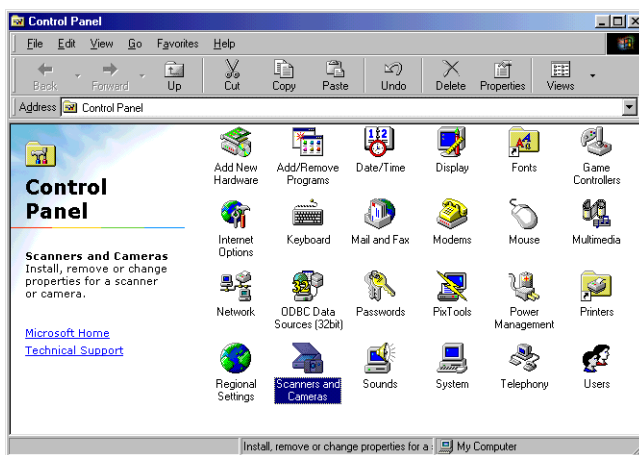 Control Panel
File Edit View Go Favorites Help
Back Forward Up Cut Copy Paste Undo Delete Properties Views
Address Control Panel
Control
Panel
Scanners and Cameras
Install, remove or change
properties for a scanner
or camera.
Microsoft Home
Technical Support
Add New
Hardware
Add/Remove
Programs
Date/Time
Display
Fonts
Game
Controllers
Internet
Options
Keyboard
Mail and Fax
Modems
Mouse
Multimedia
Network
ODBC Data
Sources (32bit)
Passwords
PixTools
Power
Management
Printers
Regional
Settings
Scanners and
Cameras
Sounds
System
Telephony
Users
Install, remove or change properties for a My Computer